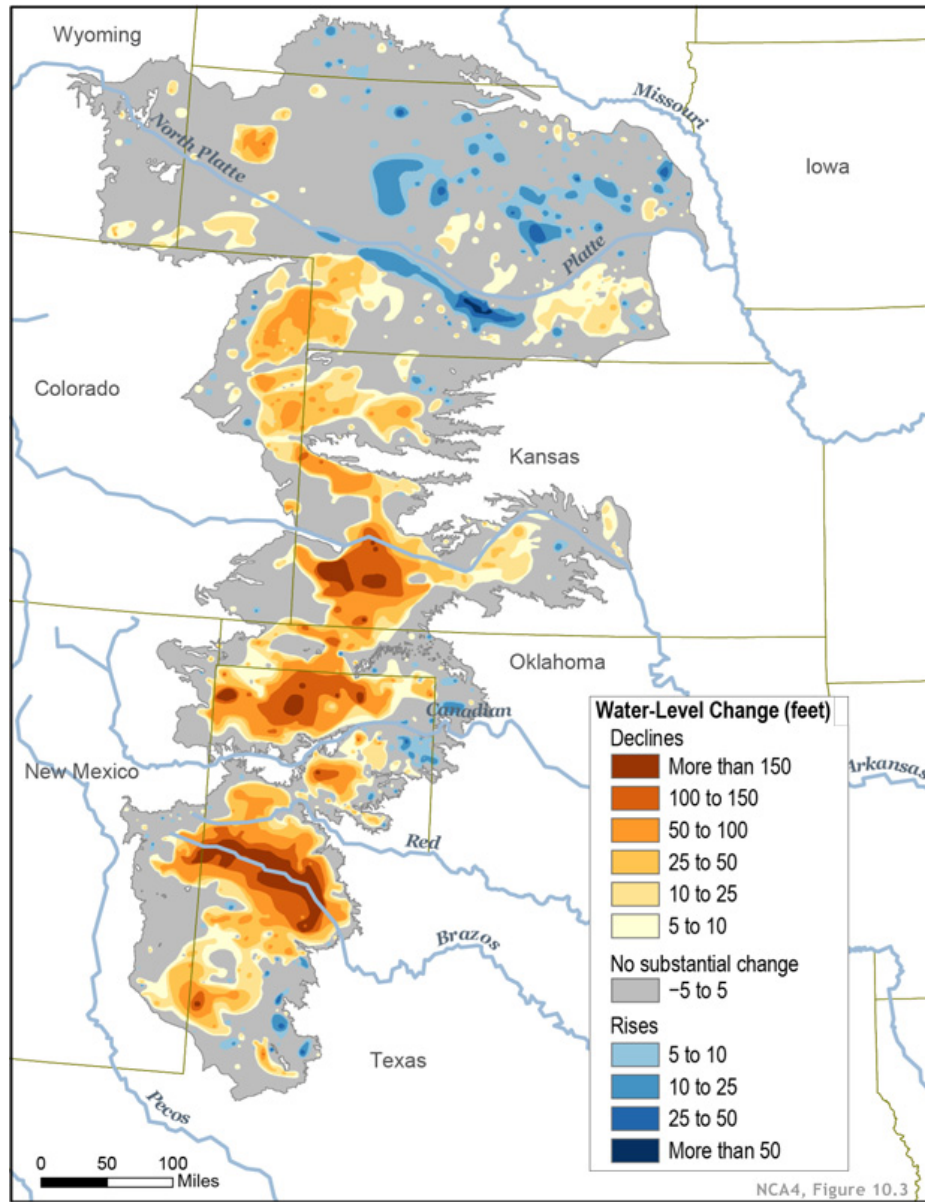 Wyoming
Missouri
North Platte
Iowa
Platte
Colorado
Kansas
Oklahoma
Canadian
New Mexico
Arkansas
Red
Brazos
Texas
Pecos
Water-Level Change (feet)
Declines
More than 150
100 to 150
50 to 100
25 to 50
10 to 25
5 to 10
No substantial change
−5 to 5
Rises
5 to 10
10 to 25
25 to 50
More than 50
0 50 100
Miles
NCA4, Figure 10.3